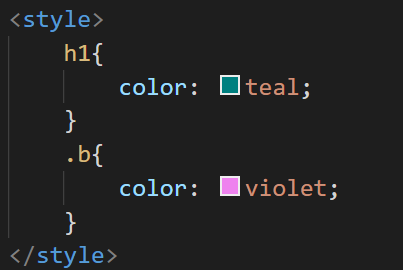 <style>
h1{
color: teal;
}
.b{
color: violet;
}
</style>